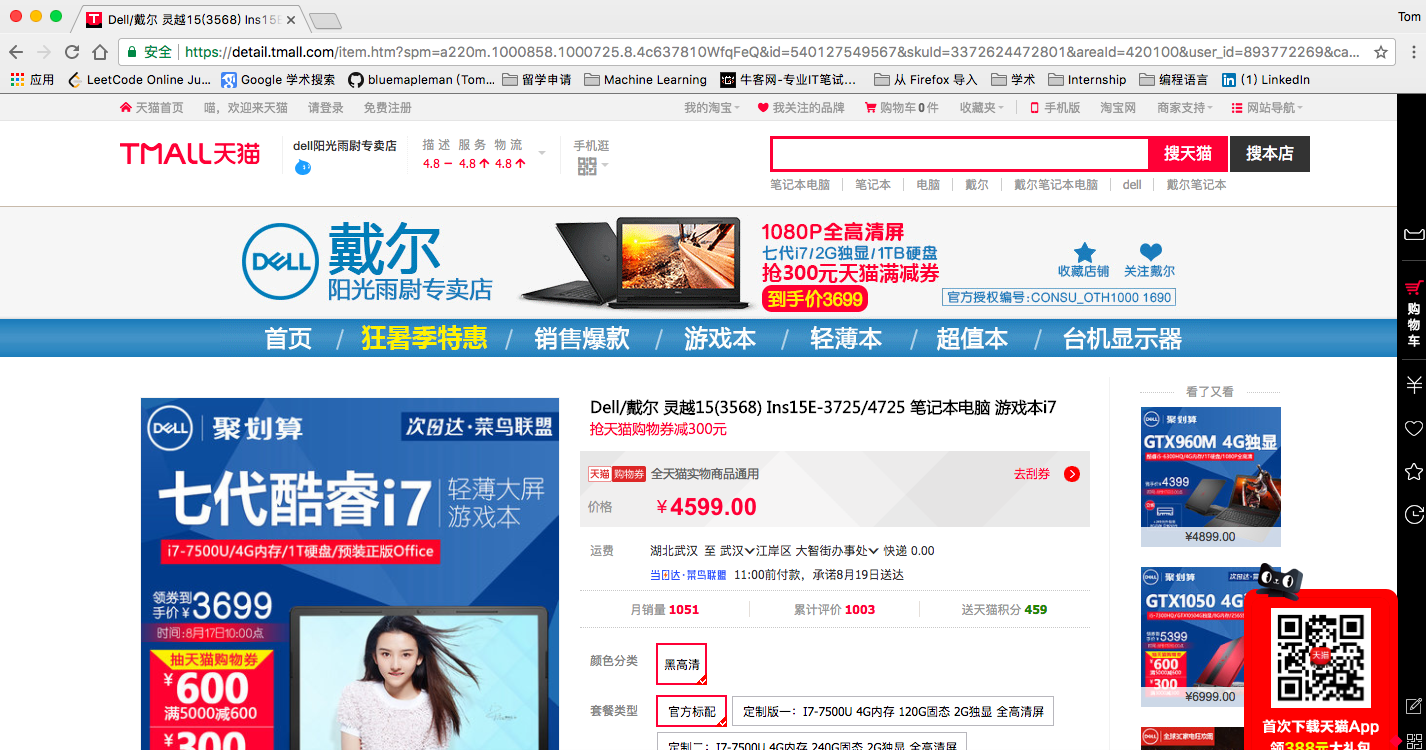 Dell/戴尔 灵越15(3568) Ins15E
Tom
安全 https://detail.tmall.com/item.htm?spm=a220m.1000858.1000725.8.4c637810WfqFeQ&id=540127549567&skuId=3372624472801&areaId=420100&user_id=893772269&ca...
应用 LeetCode Online Ju... Google 学术搜索 bluemapleman (Tom... 留学申请 Machine Learning 牛客网-专业IT笔试... 从 Firefox 导入 学术 Internship 编程语言 (1) LinkedIn
天猫首页 喵，欢迎来天猫 请登录 免费注册 我的淘宝 我关注的品牌 购物车0件 收藏夹 手机版 淘宝网 商家支持 网站导航
TMALL天猫
dell阳光雨尉专卖店
描述 服务 物流
4.8 4.8 4.8
手机逛
搜天猫 搜本店
笔记本电脑 笔记本 电脑 戴尔 戴尔笔记本电脑 dell 戴尔笔记本
DELL 戴尔
阳光雨尉专卖店
1080P全高清屏
七代i7/2G独显/1TB硬盘
抢300元天猫满减券
到手价3699
收藏店铺 关注戴尔
官方授权编号:CONSU_OTH1000 1690
首页 / 狂暑季特惠 / 销售爆款 / 游戏本 / 轻薄本 / 超值本 / 台机显示器
DELL 聚划算 次日达·菜鸟联盟
七代酷睿i7
轻薄大屏
游戏本
i7-7500U/4G内存/1T硬盘/预装正版Office
领券到
手价¥3699
时间:8月17日10:00点
抽天猫购物券
¥600
满5000减600
¥300
Dell/戴尔 灵越15(3568) Ins15E-3725/4725 笔记本电脑 游戏本i7
抢天猫购物券减300元
天猫 购物券 全天猫实物商品通用 去刮券
价格 ¥4599.00
运费 湖北武汉 至 武汉 江岸区 大智街办事处 快递 0.00
当日达·菜鸟联盟 11:00前付款，承诺8月19日送达
月销量 1051 累计评价 1003 送天猫积分 459
颜色分类 黑高清
套餐类型 官方标配 定制版一：I7-7500U 4G内存 120G固态 2G独显 全高清屏
定制二：I7-7500U 4G内存 240G固态 2G独显 全高清屏
看了又看
DELL 聚划算
GTX960M 4G独显
4399
¥4899.00
DELL 聚划算
GTX1050 4G
¥5399
¥600
300
¥6999.00
天猫
首次下载天猫App
领388元大礼包
购物车